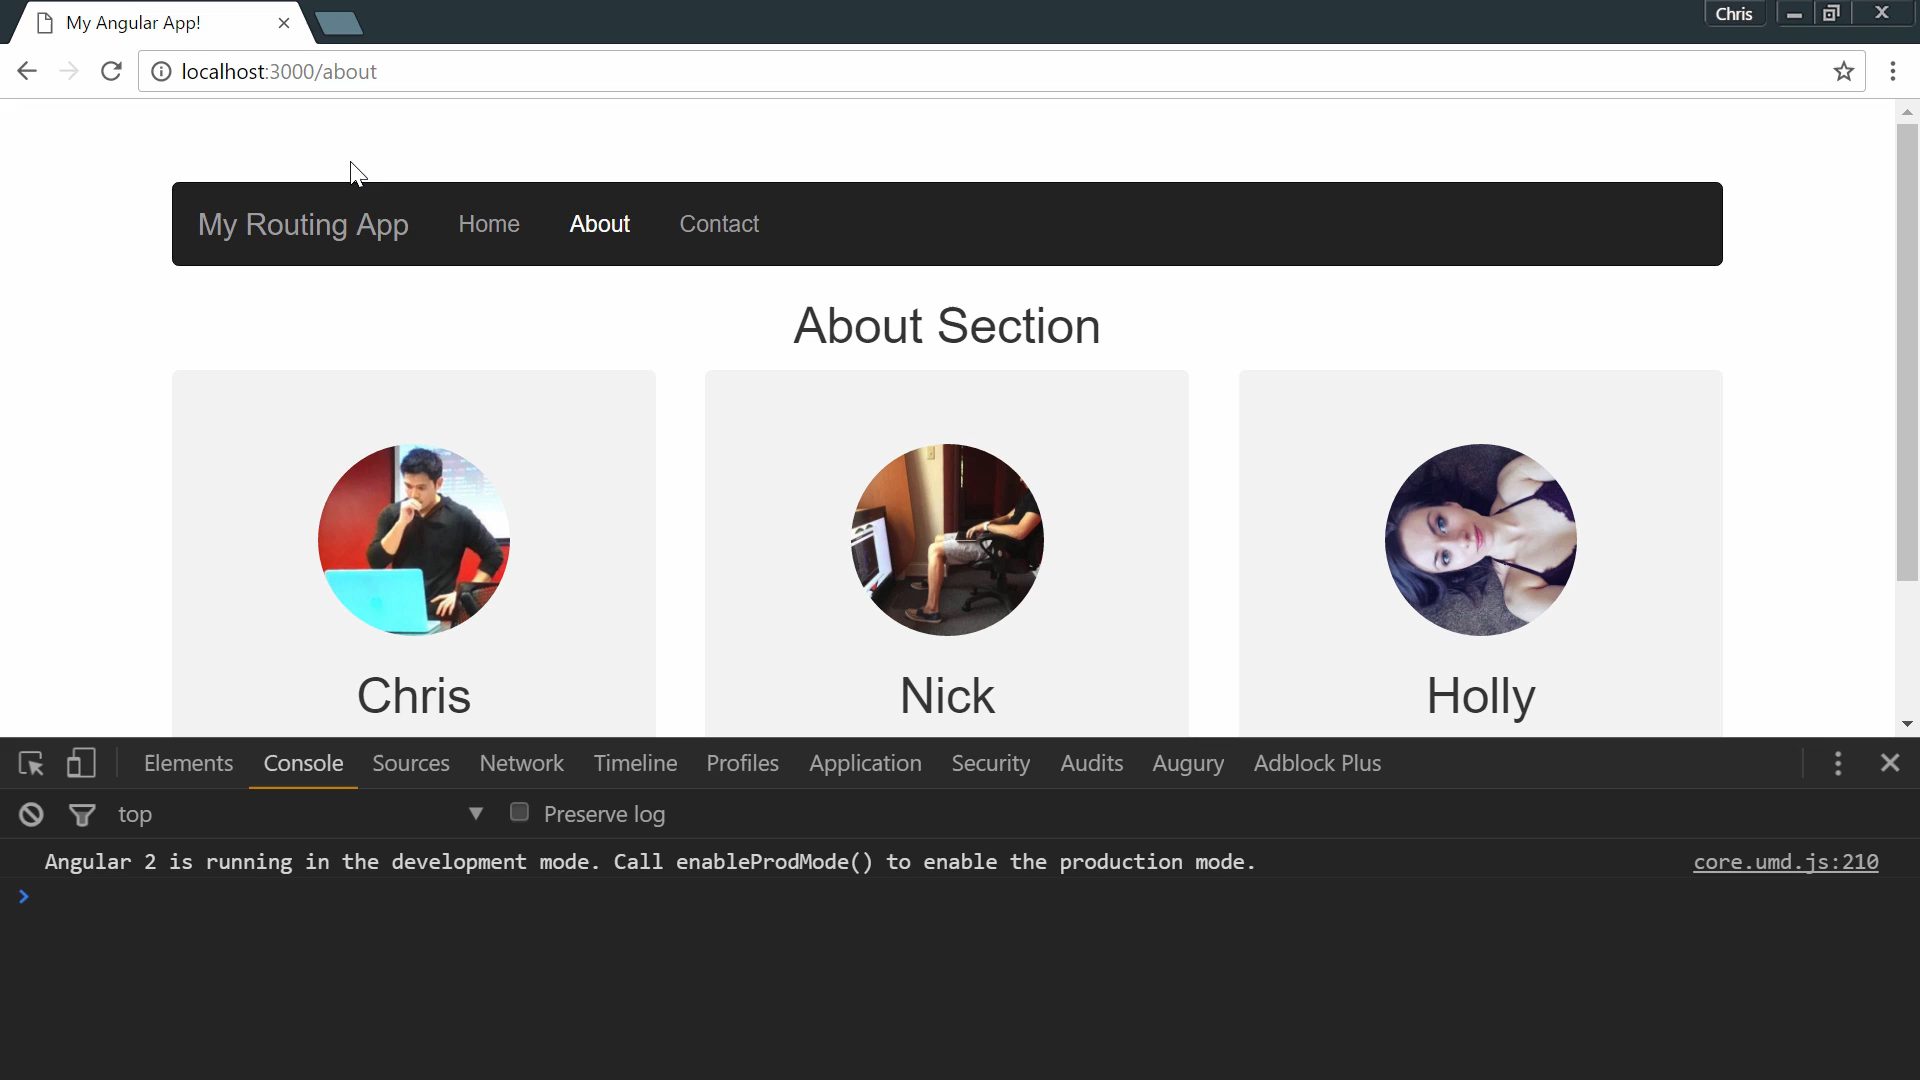 My Angular App!
Chris
localhost:3000/about
My Routing App Home About Contact
About Section
Chris Nick Holly
Elements Console Sources Network Timeline Profiles Application Security Audits Augury Adblock Plus
top Preserve log
Angular 2 is running in the development mode. Call enableProdMode() to enable the production mode. core.umd.js:210